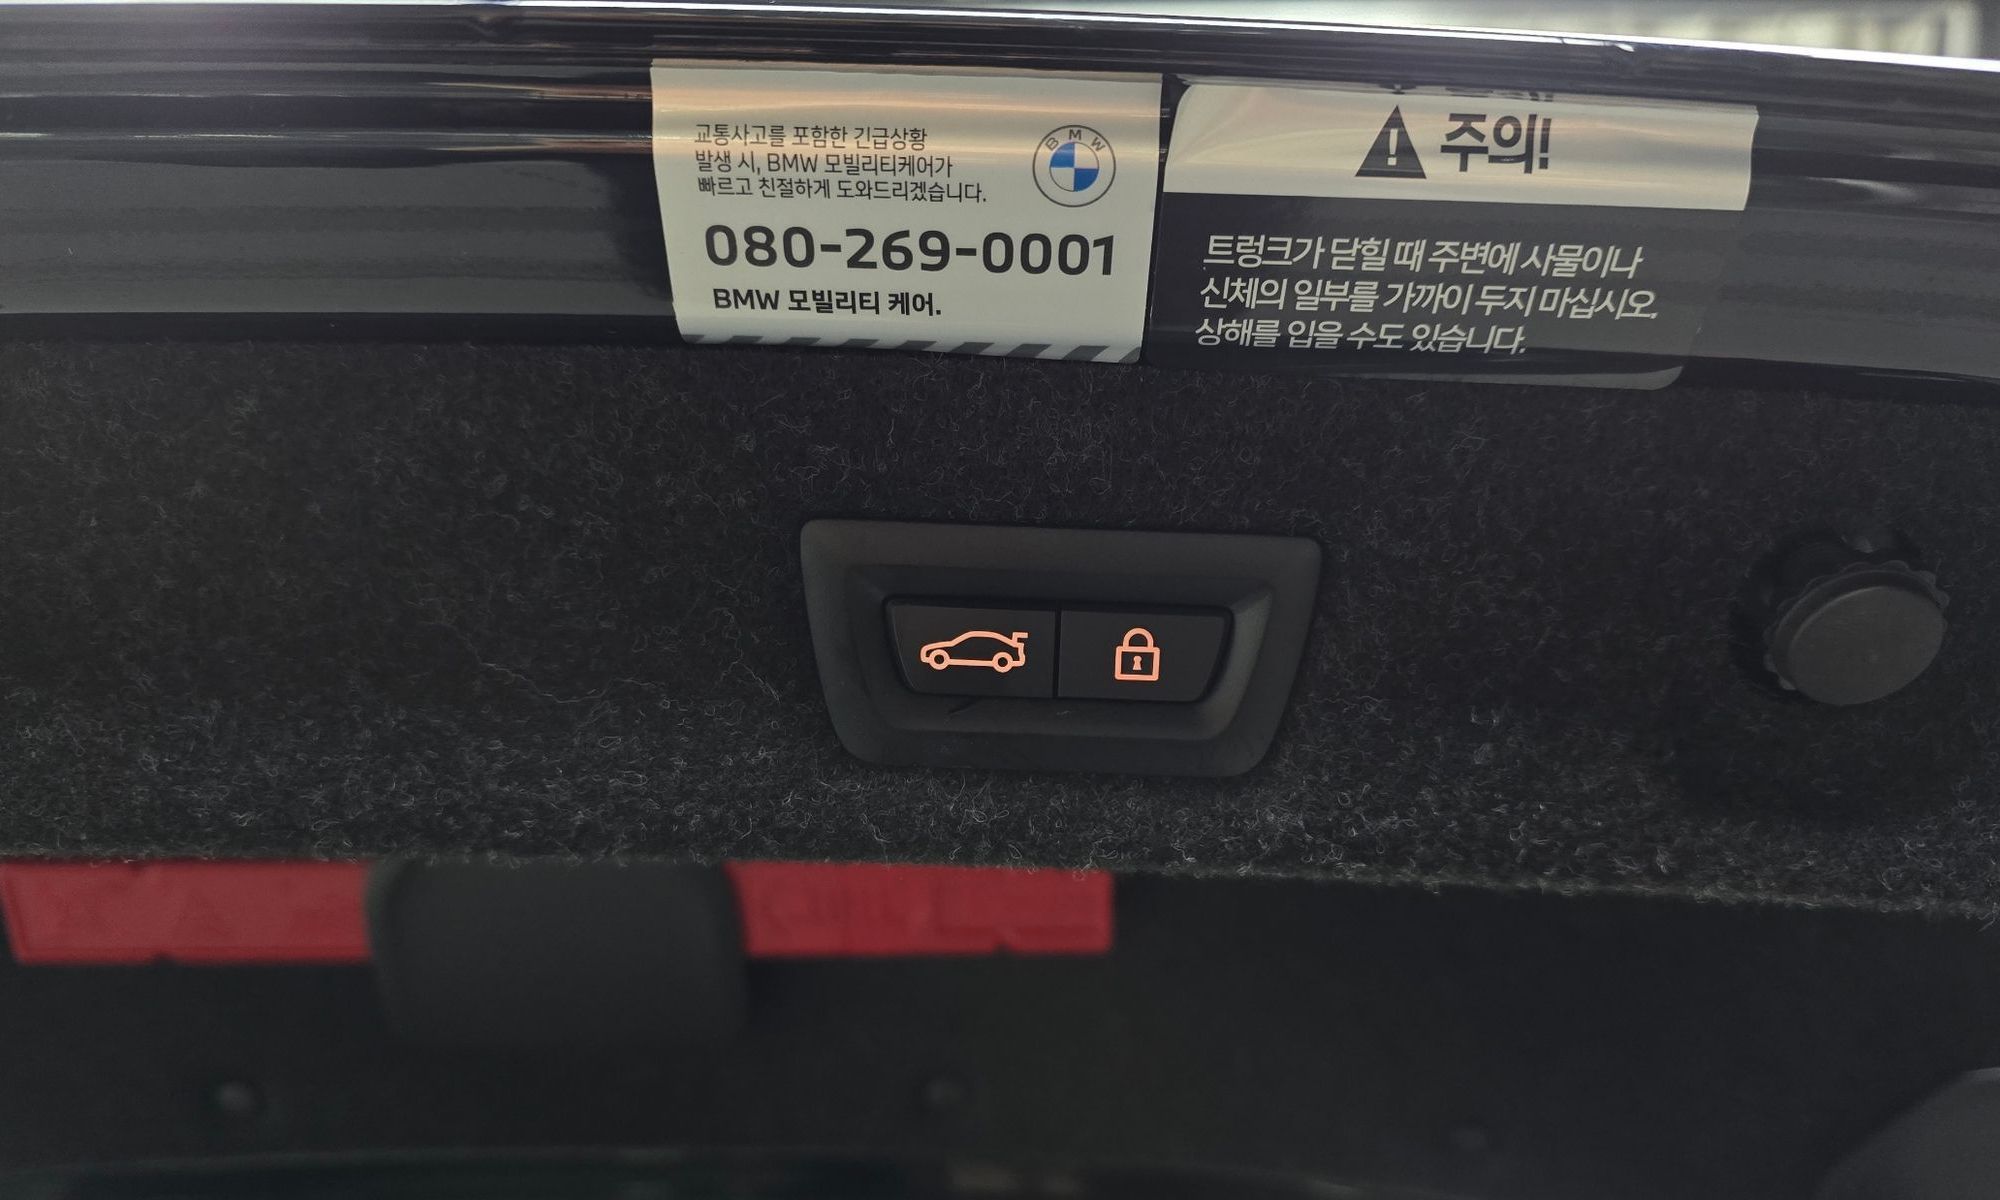 교통사고를 포함한 긴급상황
발생 시, BMW 모빌리티케어가
빠르고 친절하게 도와드리겠습니다.
BMW
080-269-0001
BMW 모빌리티 케어.
주의!
트렁크가 닫힐 때 주변에 사물이나
신체의 일부를 가까이 두지 마십시오.
상해를 입을 수도 있습니다.